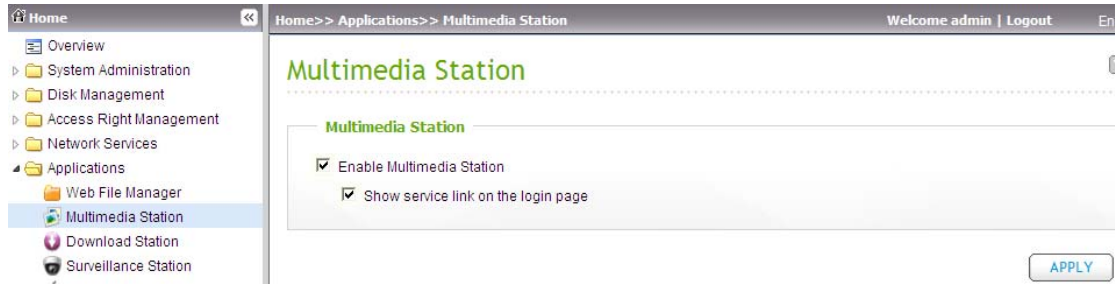 Home
Home>> Applications>> Multimedia Station
Welcome admin | Logout
Overview
System Administration
Disk Management
Access Right Management
Network Services
Applications
Web File Manager
Multimedia Station
Download Station
Surveillance Station
Multimedia Station
Multimedia Station
Enable Multimedia Station
Show service link on the login page
APPLY